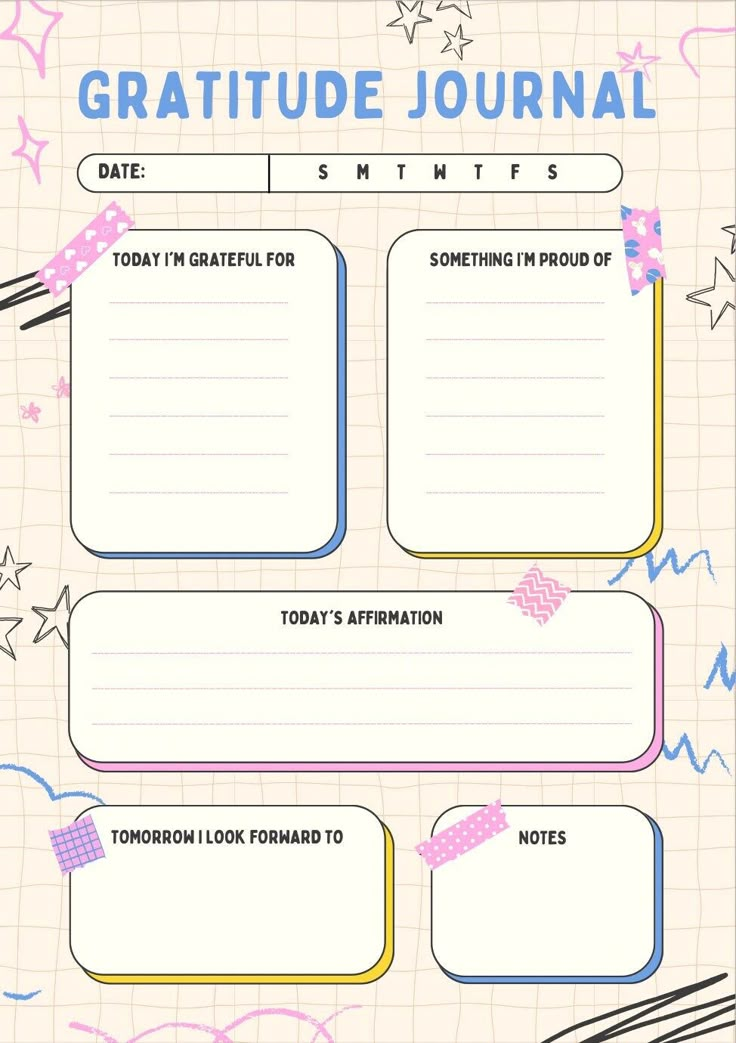 GRATITUDE JOURNAL
DATE: S M T W T F S
TODAY I'M GRATEFUL FOR
SOMETHING I'M PROUD OF
TODAY'S AFFIRMATION
TOMORROW I LOOK FORWARD TO
NOTES